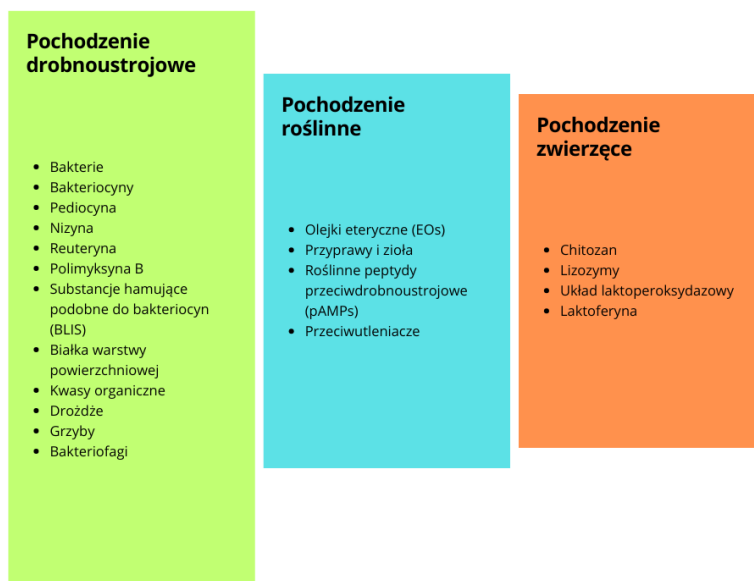 Pochodzenie
drobnoustrojowe
Bakterie
Bakteriocyny
Pediocyna
Nizyna
Reuteryna
Polimyksyna B
Substancje hamujące
podobne do bakteriocyn
(BLIS)
Białka warstwy
powierzchniowej
Kwasy organiczne
Drożdże
Grzyby
Bakteriofagi
Pochodzenie
roślinne
Olejki eteryczne (EOs)
Przyprawy i zioła
Roślinne peptydy
przeciwdrobnoustrojowe
(pAMPs)
Przeciwutleniacze
Pochodzenie
zwierzęce
Chitozan
Lizozymy
Układ laktoperoksydazowy
Laktoferyna